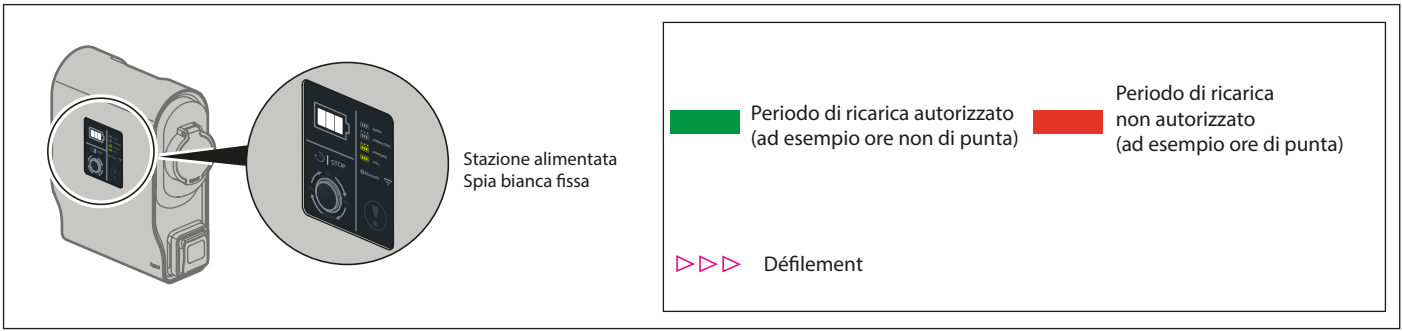 STOP
Bluetooth
Stazione alimentata
Spia bianca fissa
Periodo di ricarica autorizzato
(ad esempio ore non di punta)
Periodo di ricarica
non autorizzato
(ad esempio ore di punta)
Défilement